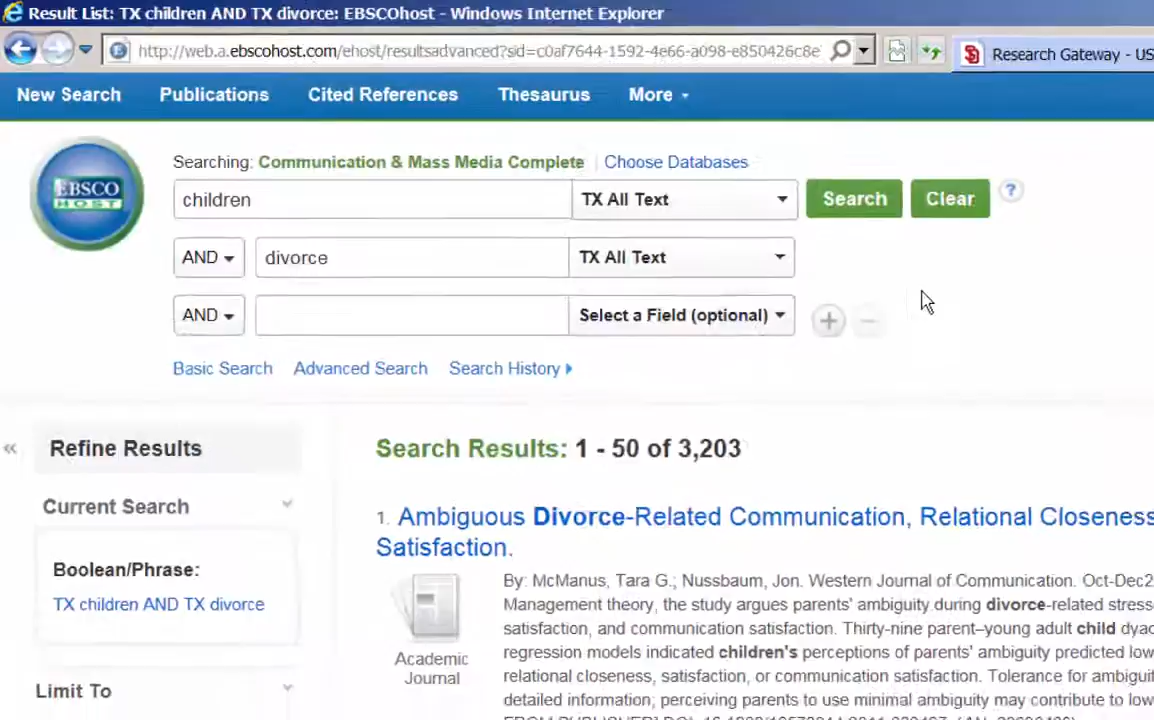 Result List: TX children AND TX divorce: EBSCOhost - Windows Internet Explorer
http://web.a.ebscohost.com/ehost/resultsadvanced?sid=c0af7644-1592-4e66-a098-e850426c8e
Research Gateway - US
New Search Publications Cited References Thesaurus More
EBSCO
HOST
Searching: Communication & Mass Media Complete | Choose Databases
children TX All Text Search Clear ?
AND divorce TX All Text
AND Select a Field (optional)
Basic Search Advanced Search Search History
« Refine Results
Search Results: 1 - 50 of 3,203
Current Search
1. Ambiguous Divorce-Related Communication, Relational Closeness
Satisfaction.
Boolean/Phrase:
TX children AND TX divorce
By: McManus, Tara G.; Nussbaum, Jon. Western Journal of Communication. Oct-Dec2
Management theory, the study argues parents' ambiguity during divorce-related stress
satisfaction, and communication satisfaction. Thirty-nine parent–young adult child dyad
regression models indicated children's perceptions of parents' ambiguity predicted low
relational closeness, satisfaction, or communication satisfaction. Tolerance for ambigui
detailed information; perceiving parents to use minimal ambiguity may contribute to low
Academic
Journal
Limit To